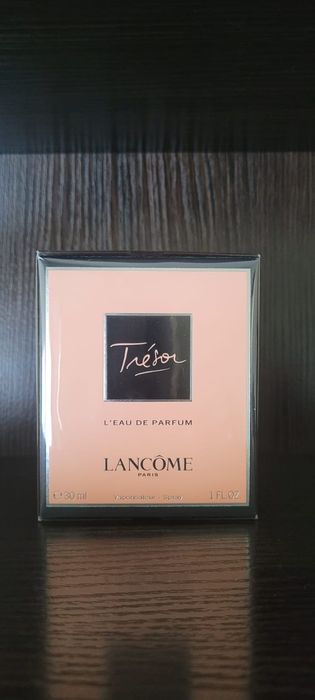 Trésor
L'EAU DE PARFUM
LANCÔME
PARIS
℮ 30 ml Vaporisateur - Spray 1 FL.OZ